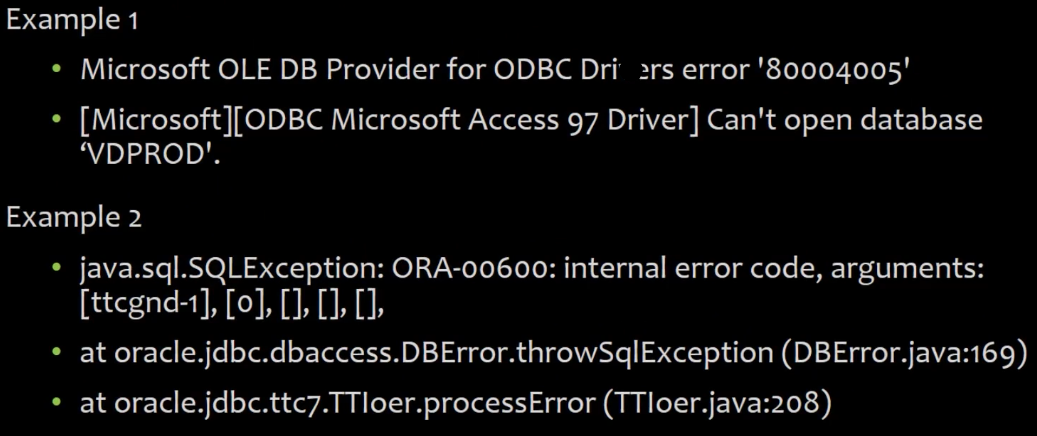 Example 1
• Microsoft OLE DB Provider for ODBC Drivers error '80004005'
• [Microsoft][ODBC Microsoft Access 97 Driver] Can't open database
‘VDPROD'.
Example 2
• java.sql.SQLException: ORA-00600: internal error code, arguments:
[ttcgnd-1], [0], [], [], [],
• at oracle.jdbc.dbaccess.DBError.throwSqlException (DBError.java:169)
• at oracle.jdbc.ttc7.TTIoer.processError (TTIoer.java:208)